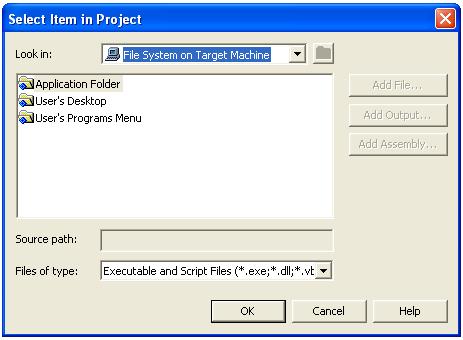 Select Item in Project
Look in: File System on Target Machine
Application Folder
User's Desktop
User's Programs Menu
Add File...
Add Output...
Add Assembly...
Source path:
Files of type: Executable and Script Files (*.exe;*.dll;*.vb
OK Cancel Help